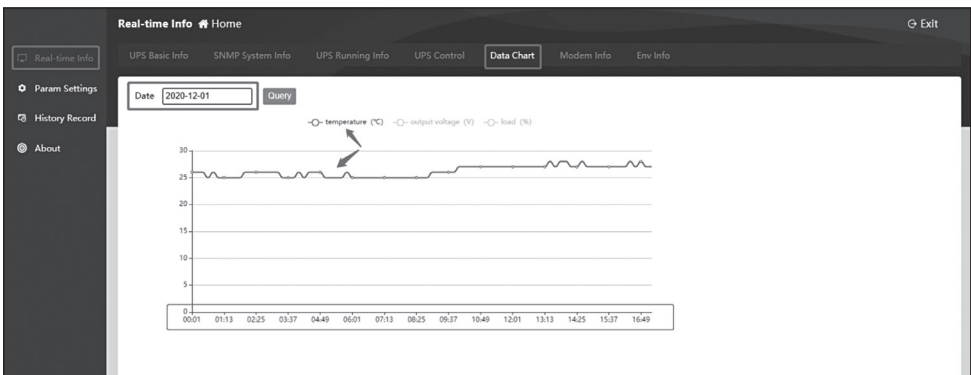 Real-time Info Home
Exit
Real-time Info
Param Settings
History Record
About
UPS Basic Info SNMP System Info UPS Running Info UPS Control Data Chart Modem Info Env Info
Date 2020-12-01 Query
temperature (℃) output voltage (V) load (%)
30
25
20
15
10
5
0
00:01 01:13 02:25 03:37 04:49 06:01 07:13 08:25 09:37 10:49 12:01 13:13 14:25 15:37 16:49